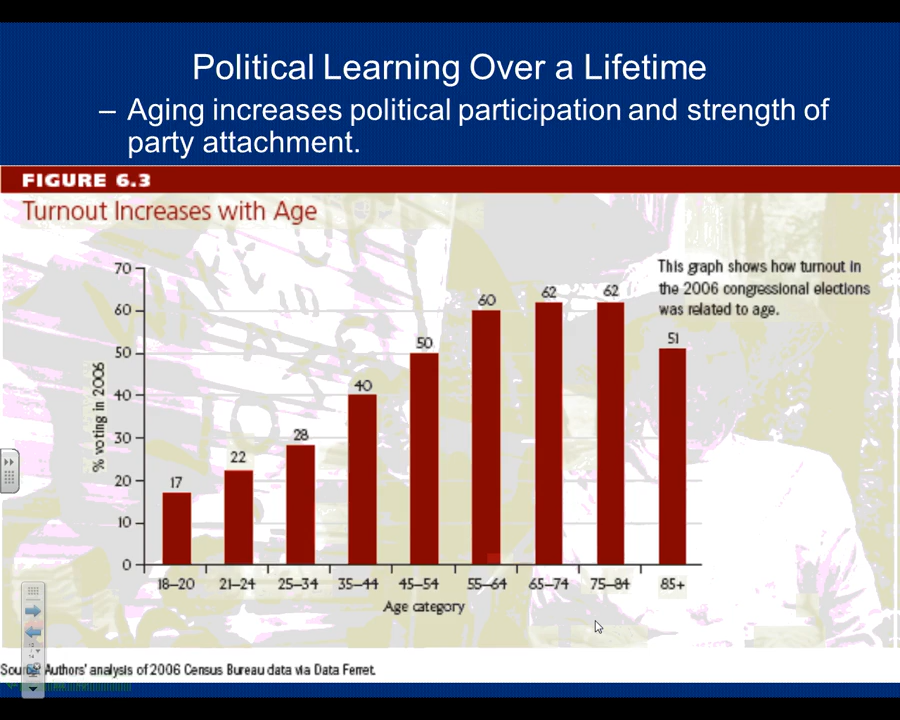 Political Learning Over a Lifetime
– Aging increases political participation and strength of
party attachment.
FIGURE 6.3
Turnout Increases with Age
This graph shows how turnout in
the 2006 congressional elections
was related to age.
% voting in 2006
70
60
50
40
30
20
10
0
17
22
28
40
50
60
62
62
51
18–20 21–24 25–34 35–44 45–54 55–64 65–74 75–84 85+
Age category
Authors' analysis of 2006 Census Bureau data via Data Ferret.